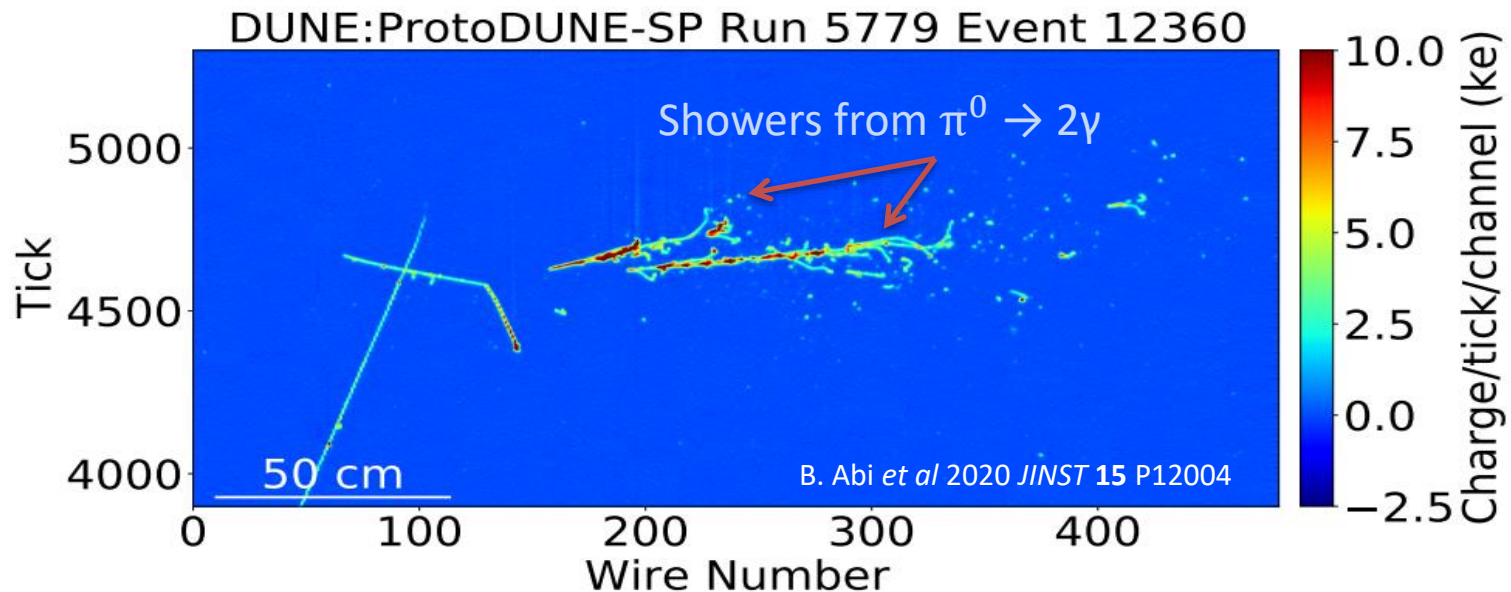 DUNE:ProtoDUNE-SP Run 5779 Event 12360
Showers from π⁰ → 2γ
Tick
5000
4500
4000
50 cm
B. Abi et al 2020 JINST 15 P12004
0 100 200 300 400
Wire Number
10.0
7.5
5.0
2.5
0.0
−2.5
Charge/tick/channel (ke)